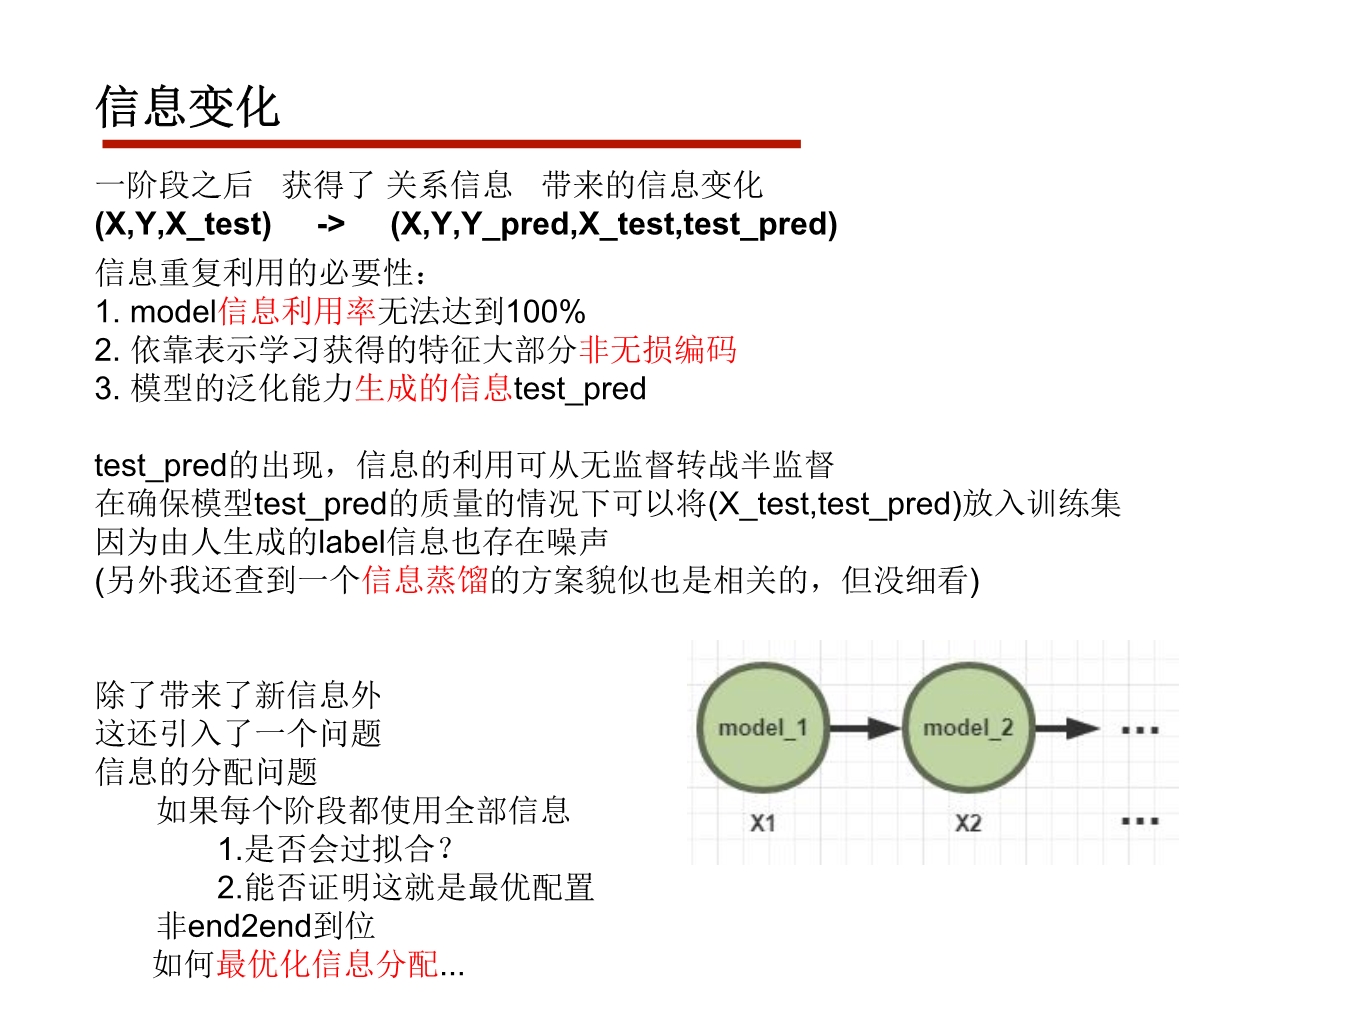 信息变化
一阶段之后 获得了 关系信息 带来的信息变化
(X,Y,X_test) -> (X,Y,Y_pred,X_test,test_pred)
信息重复利用的必要性：
1. model信息利用率无法达到100%
2. 依靠表示学习获得的特征大部分非无损编码
3. 模型的泛化能力生成的信息test_pred
test_pred的出现，信息的利用可从无监督转战半监督
在确保模型test_pred的质量的情况下可以将(X_test,test_pred)放入训练集
因为由人生成的label信息也存在噪声
(另外我还查到一个信息蒸馏的方案貌似也是相关的，但没细看)
除了带来了新信息外
这还引入了一个问题
信息的分配问题
如果每个阶段都使用全部信息
1.是否会过拟合？
2.能否证明这就是最优配置
非end2end到位
如何最优化信息分配...
model_1 model_2 ...
X1 X2 ...